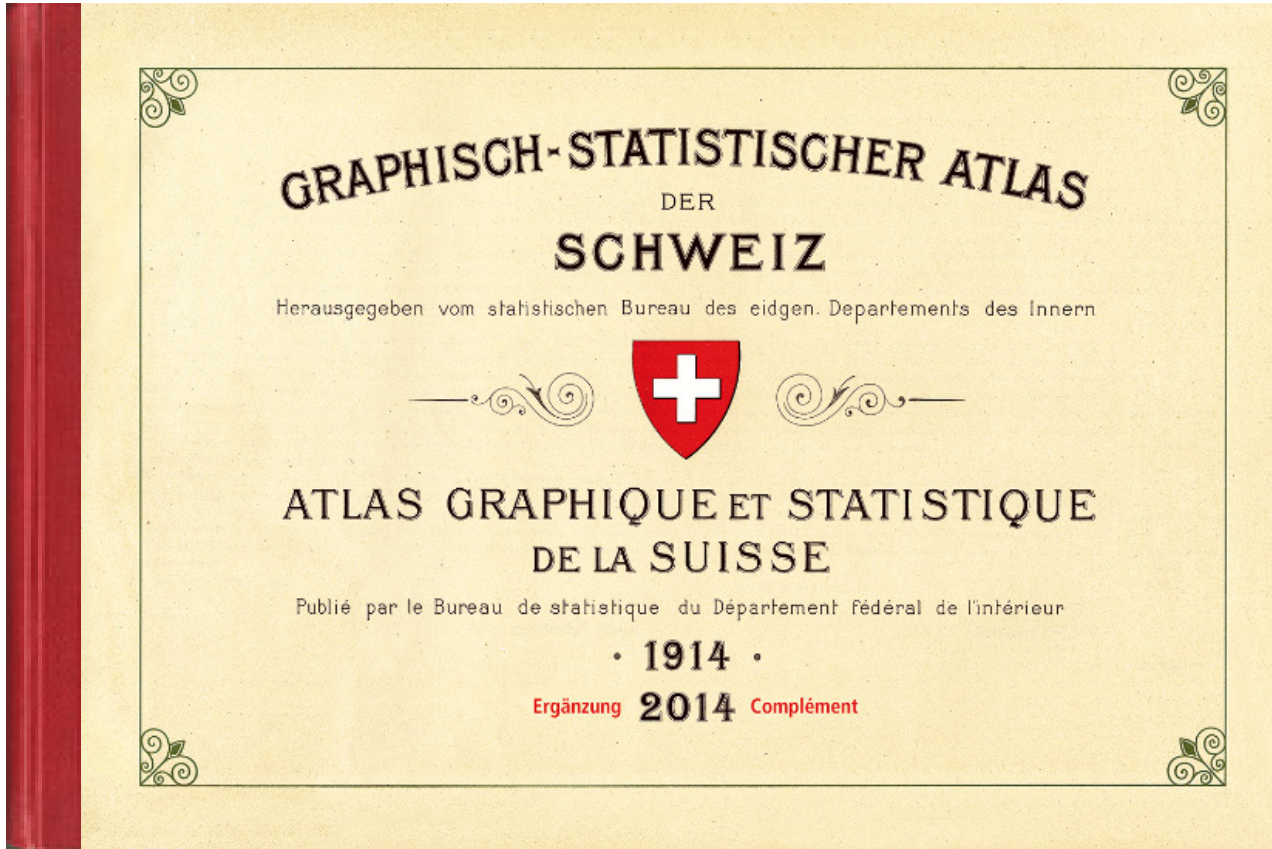 GRAPHISCH-STATISTISCHER ATLAS
DER
SCHWEIZ
Herausgegeben vom statistischen Bureau des eidgen. Departements des Innern
ATLAS GRAPHIQUE ET STATISTIQUE
DE LA SUISSE
Publié par le Bureau de statistique du Département fédéral de l'intérieur
· 1914 ·
Ergänzung 2014 Complément